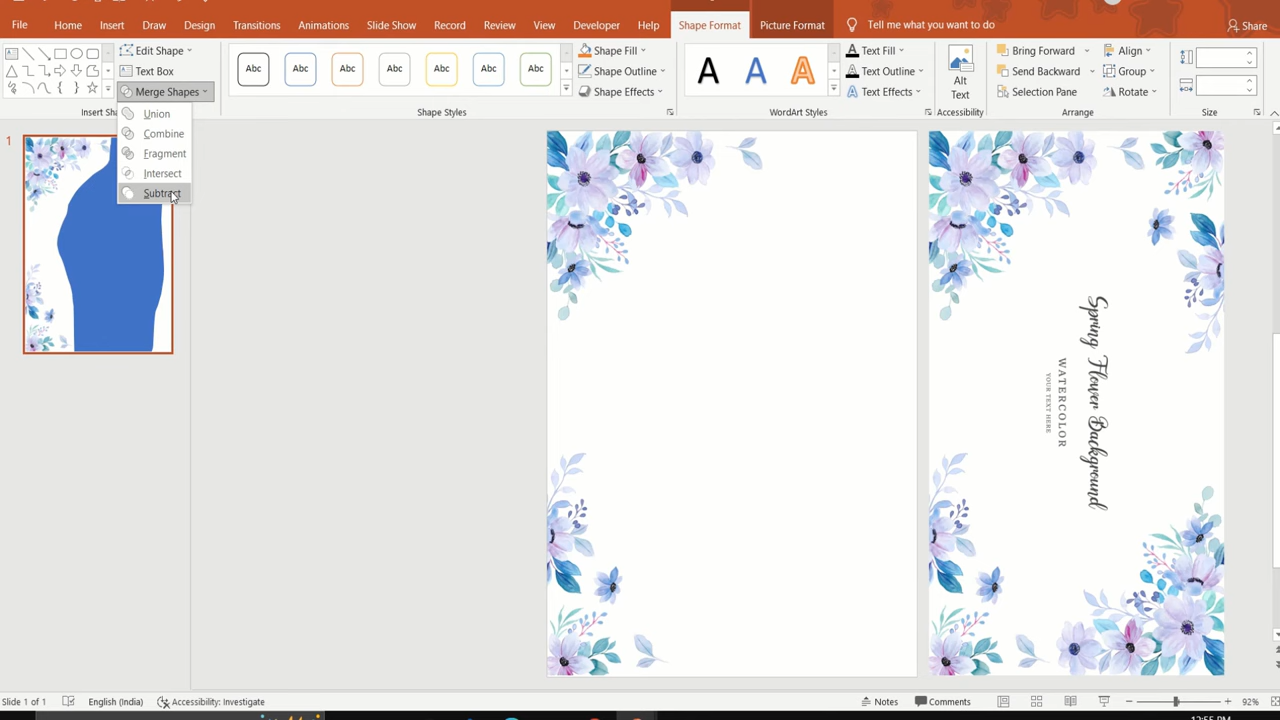 File Home Insert Draw Design Transitions Animations Slide Show Record Review View Developer Help Shape Format Picture Format Tell me what you want to do Share
Edit Shape
Text Box
Merge Shapes
Union
Combine
Fragment
Intersect
Subtract
Abc Abc Abc Abc Abc Abc Abc
Shape Styles
Shape Fill
Shape Outline
Shape Effects
A A A
WordArt Styles
Text Fill
Text Outline
Text Effects
Alt
Text
Accessibility
Bring Forward
Send Backward
Selection Pane
Align
Group
Rotate
Arrange
Size
1
Spring Flower Background
WATERCOLOR
YOUR TEXT HERE
Slide 1 of 1 English (India) Accessibility: Investigate Notes Comments 92%